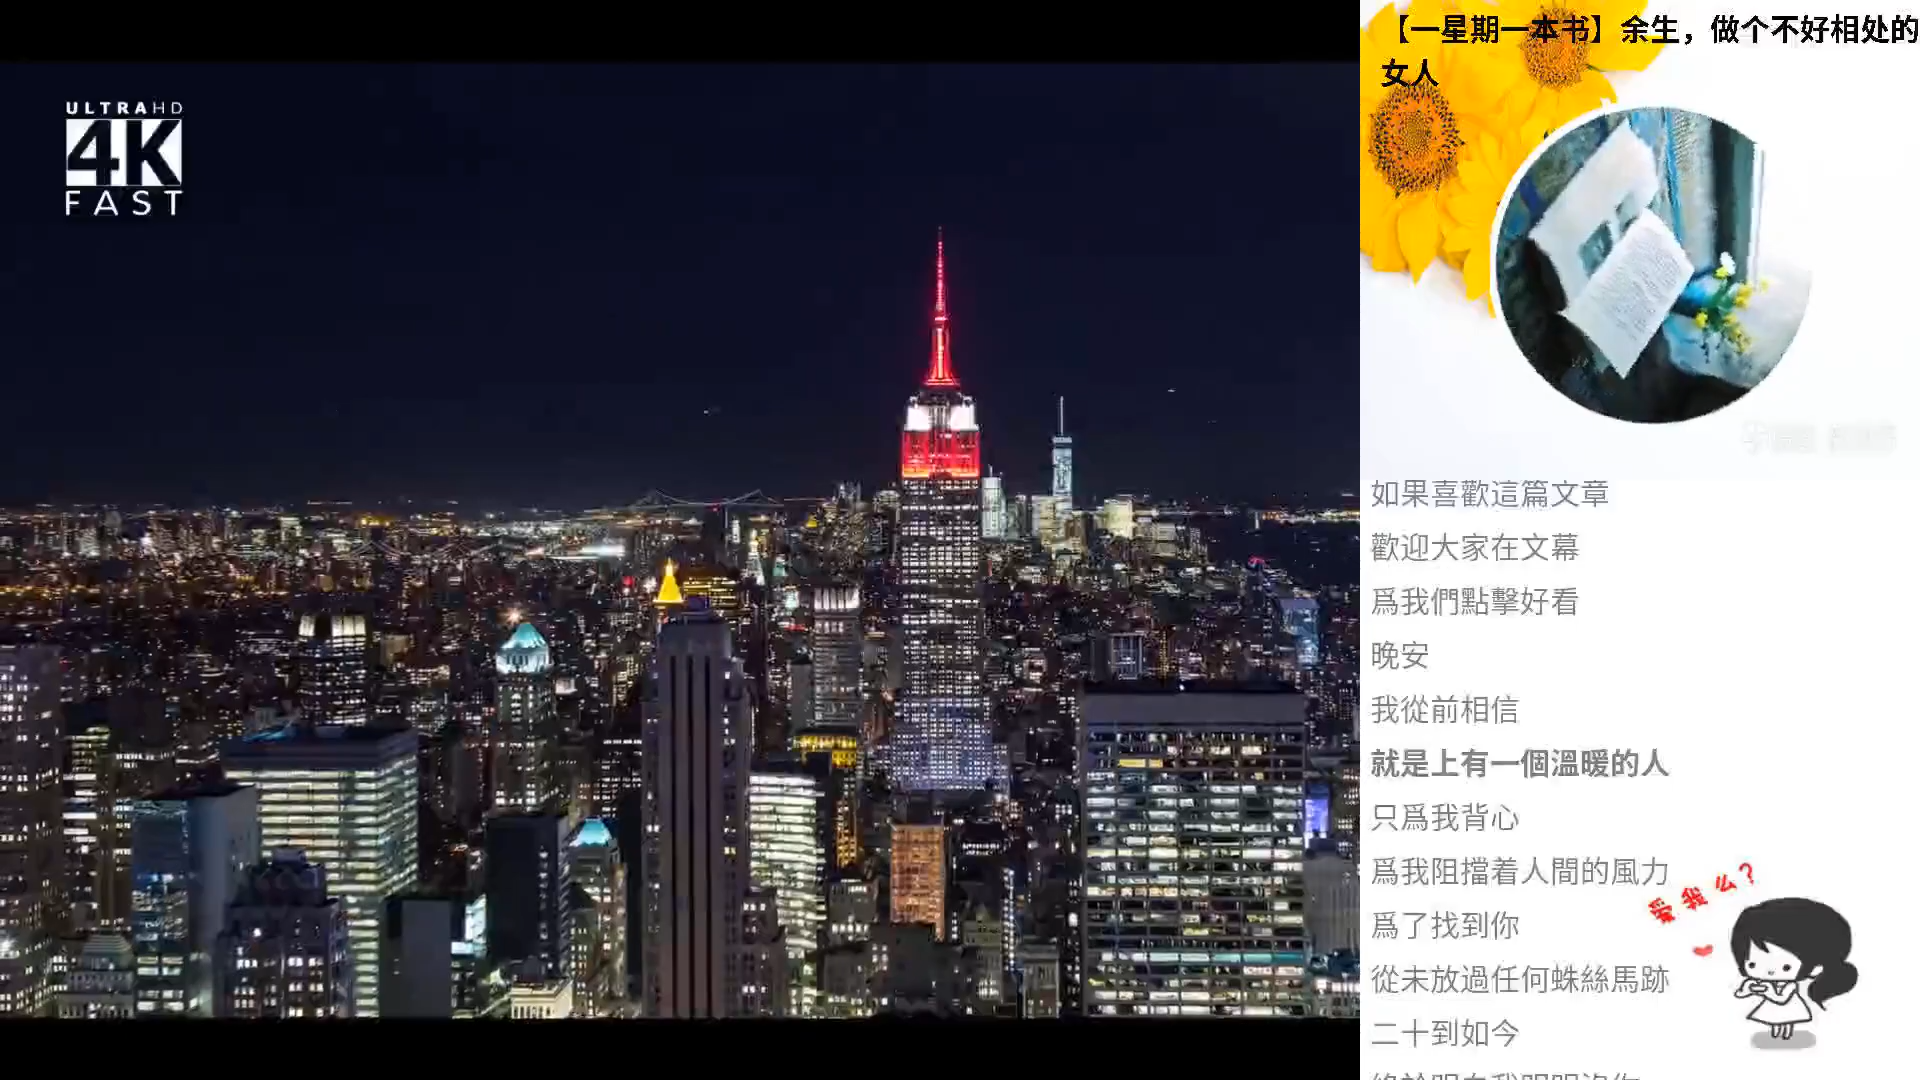 ULTRAHD
4K
FAST
【一星期一本书】余生，做个不好相处的
女人
如果喜歡這篇文章
歡迎大家在文幕
爲我們點擊好看
晚安
我從前相信
就是上有一個溫暖的人
只爲我背心
爲我阻擋着人間的風力
爲了找到你
從未放過任何蛛絲馬跡
二十到如今
愛我么?